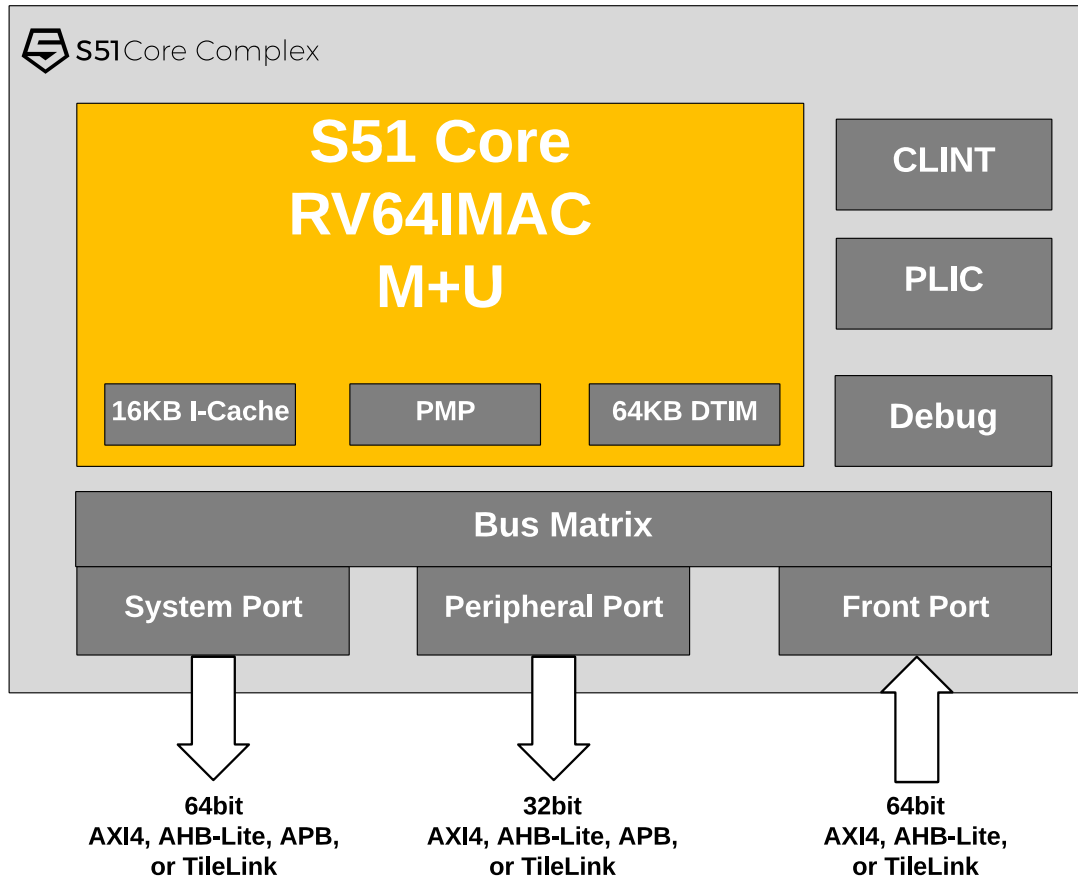 S51 Core Complex
S51 Core
RV64IMAC
M+U
CLINT
PLIC
16KB I-Cache
PMP
64KB DTIM
Debug
Bus Matrix
System Port
Peripheral Port
Front Port
64bit
AXI4, AHB-Lite, APB,
or TileLink
32bit
AXI4, AHB-Lite, APB,
or TileLink
64bit
AXI4, AHB-Lite,
or TileLink